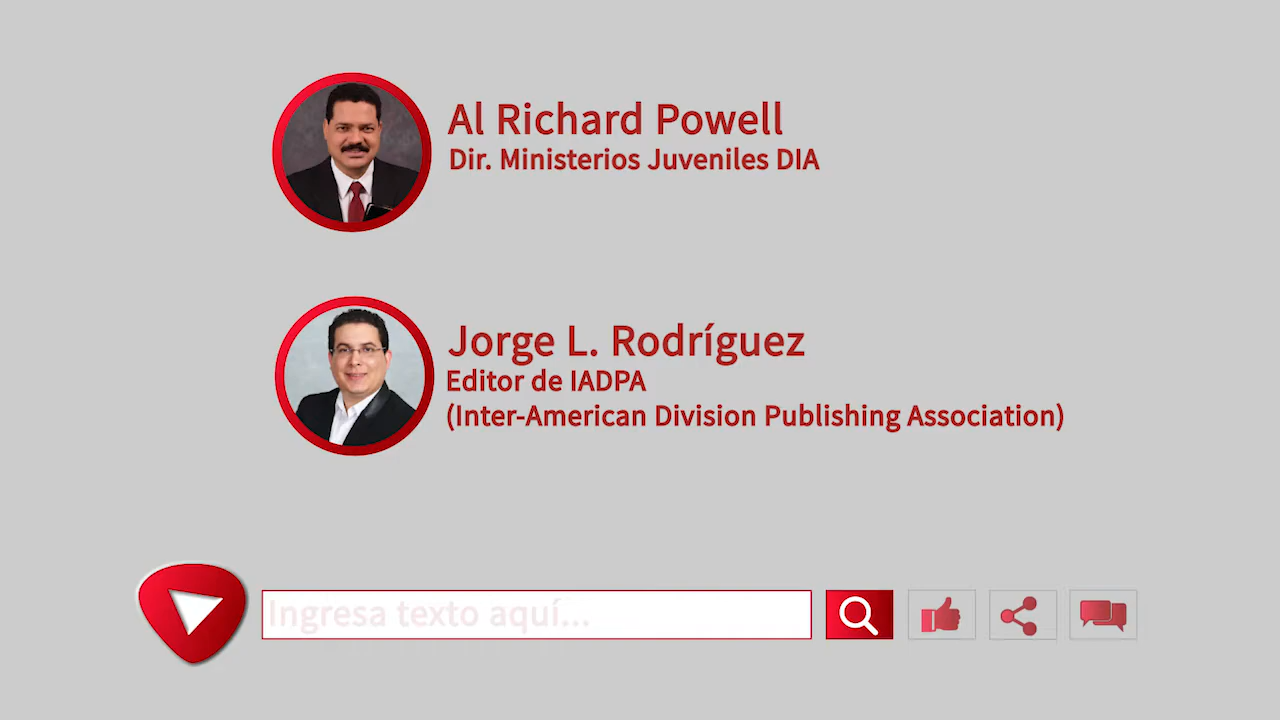 Al Richard Powell
Dir. Ministerios Juveniles DIA
Jorge L. Rodríguez
Editor de IADPA
(Inter-American Division Publishing Association)
Ingresa texto aquí...